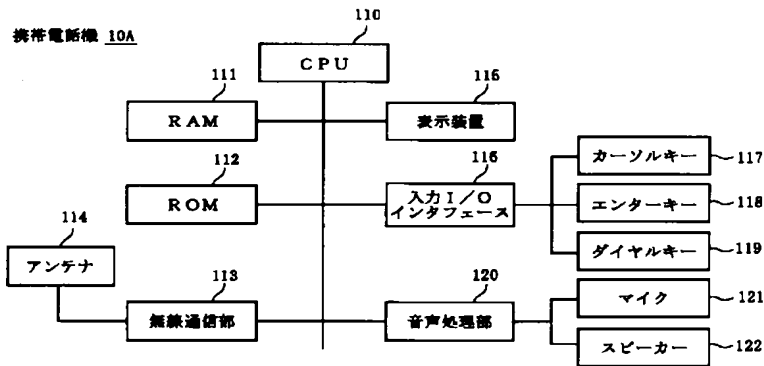 携帯電話機 10A
110
CPU
111
RAM
115
表示装置
112
ROM
116
入力I/O
インタフェース
カーソルキー
117
エンターキー
118
ダイヤルキー
119
114
アンテナ
113
無線通信部
120
音声処理部
マイク
121
スピーカー
122